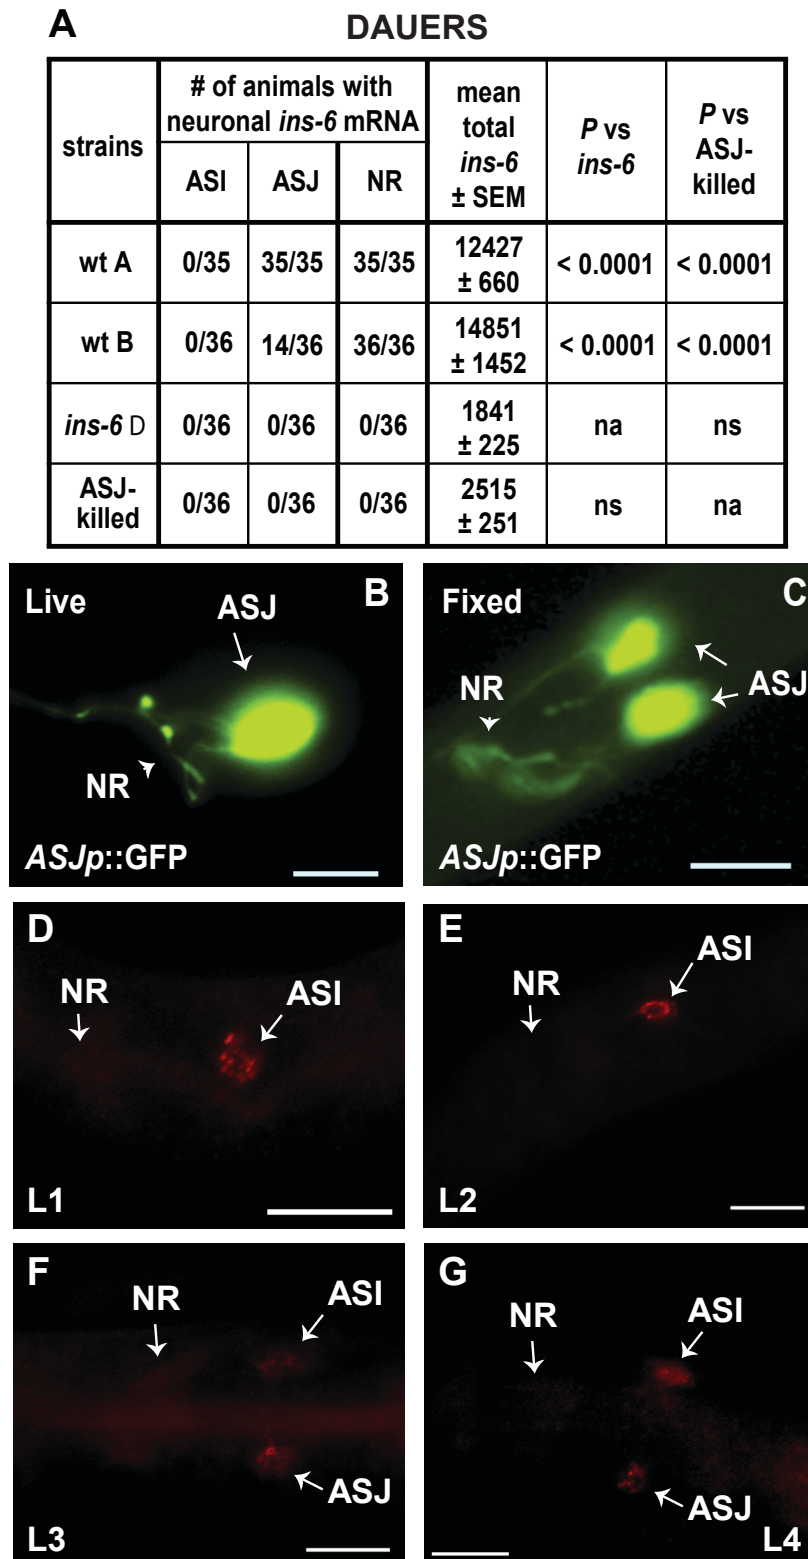 A
DAUERS
strains
# of animals with
neuronal ins-6 mRNA
ASI ASJ NR
mean
total
ins-6
± SEM
P vs
ins-6
P vs
ASJ-
killed
wt A 0/35 35/35 35/35 12427 ± 660 < 0.0001 < 0.0001
wt B 0/36 14/36 36/36 14851 ± 1452 < 0.0001 < 0.0001
ins-6 D 0/36 0/36 0/36 1841 ± 225 na ns
ASJ-killed 0/36 0/36 0/36 2515 ± 251 ns na
Live
ASJ
B
NR
ASJp::GFP
Fixed
C
NR
ASJ
ASJp::GFP
D
NR
ASI
L1
E
NR
ASI
L2
F
NR
ASI
ASJ
L3
G
NR
ASI
ASJ
L4